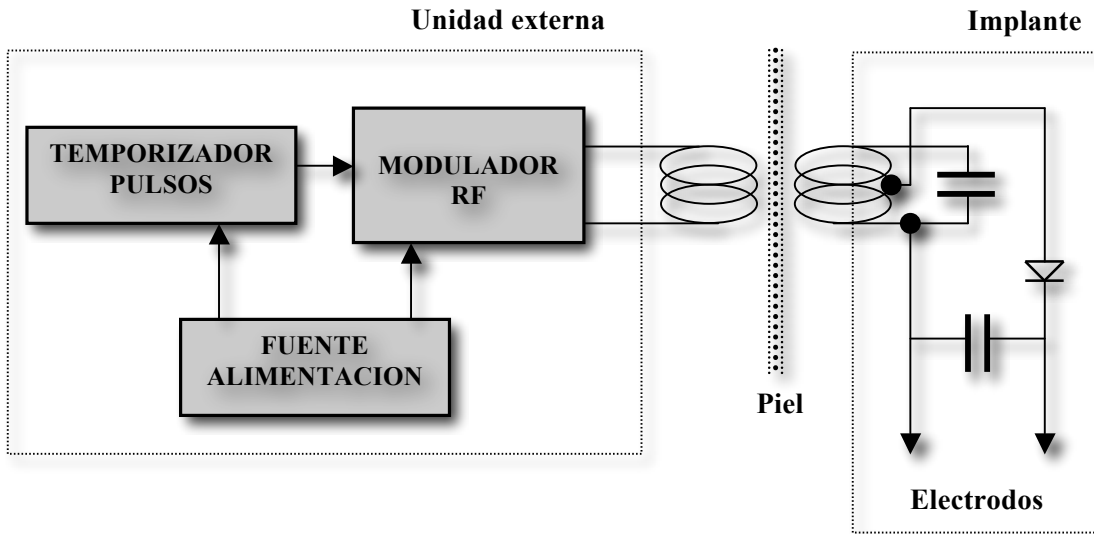 Unidad externa
Implante
TEMPORIZADOR
PULSOS
MODULADOR
RF
FUENTE
ALIMENTACION
Piel
Electrodos